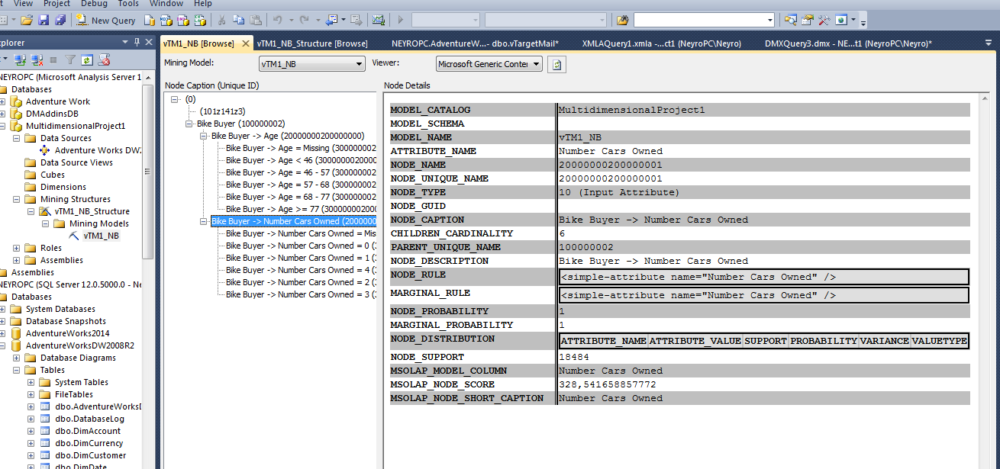 View Project Debug Tools Window Help
New Query
xplorer
vTM1_NB [Browse] vTM1_NB_Structure [Browse] NEYROPC.AdventureW...- dbo.vTargetMail* XMLAQuery1.xmla -...ct1 (NeyroPC\Neyro) DMXQuery3.dmx - NE...t1 (NeyroPC\Neyro)*
Mining Model: vTM1_NB Viewer: Microsoft Generic Conter
NEYROPC (Microsoft Analysis Server 1
Databases
Adventure Work
DMAddinsDB
MultidimensionalProject1
Data Sources
Adventure Works DW2
Data Source Views
Cubes
Dimensions
Mining Structures
vTM1_NB_Structure
Mining Models
vTM1_NB
Roles
Assemblies
Assemblies
NEYROPC (SQL Server 12.0.5000.0 - Ne
Databases
System Databases
Database Snapshots
AdventureWorks2014
AdventureWorksDW2008R2
Database Diagrams
Tables
System Tables
FileTables
dbo.AdventureWorksD
dbo.DatabaseLog
dbo.DimAccount
dbo.DimCurrency
dbo.DimCustomer
dbo.DimDate
Node Caption (Unique ID)
(0)
(101z141z3)
Bike Buyer (100000002)
Bike Buyer -> Age (20000000200000000)
Bike Buyer -> Age = Missing (300000002
Bike Buyer -> Age < 46 (3000000020000
Bike Buyer -> Age = 46 - 57 (300000002
Bike Buyer -> Age = 57 - 68 (300000002
Bike Buyer -> Age = 68 - 77 (300000002
Bike Buyer -> Age >= 77 (3000000020000
Bike Buyer -> Number Cars Owned (2000000
Bike Buyer -> Number Cars Owned = Mis
Bike Buyer -> Number Cars Owned = 0 (3
Bike Buyer -> Number Cars Owned = 1 (3
Bike Buyer -> Number Cars Owned = 4 (3
Bike Buyer -> Number Cars Owned = 2 (3
Bike Buyer -> Number Cars Owned = 3 (3
Node Details
MODEL_CATALOG MultidimensionalProject1
MODEL_SCHEMA
MODEL_NAME vTM1_NB
ATTRIBUTE_NAME Number Cars Owned
NODE_NAME 20000000200000001
NODE_UNIQUE_NAME 20000000200000001
NODE_TYPE 10 (Input Attribute)
NODE_GUID
NODE_CAPTION Bike Buyer -> Number Cars Owned
CHILDREN_CARDINALITY 6
PARENT_UNIQUE_NAME 100000002
NODE_DESCRIPTION Bike Buyer -> Number Cars Owned
NODE_RULE <simple-attribute name="Number Cars Owned" />
MARGINAL_RULE <simple-attribute name="Number Cars Owned" />
NODE_PROBABILITY 1
MARGINAL_PROBABILITY 1
NODE_DISTRIBUTION ATTRIBUTE_NAME ATTRIBUTE_VALUE SUPPORT PROBABILITY VARIANCE VALUETYPE
NODE_SUPPORT 18484
MSOLAP_MODEL_COLUMN Number Cars Owned
MSOLAP_NODE_SCORE 328,541658857772
MSOLAP_NODE_SHORT_CAPTION Number Cars Owned